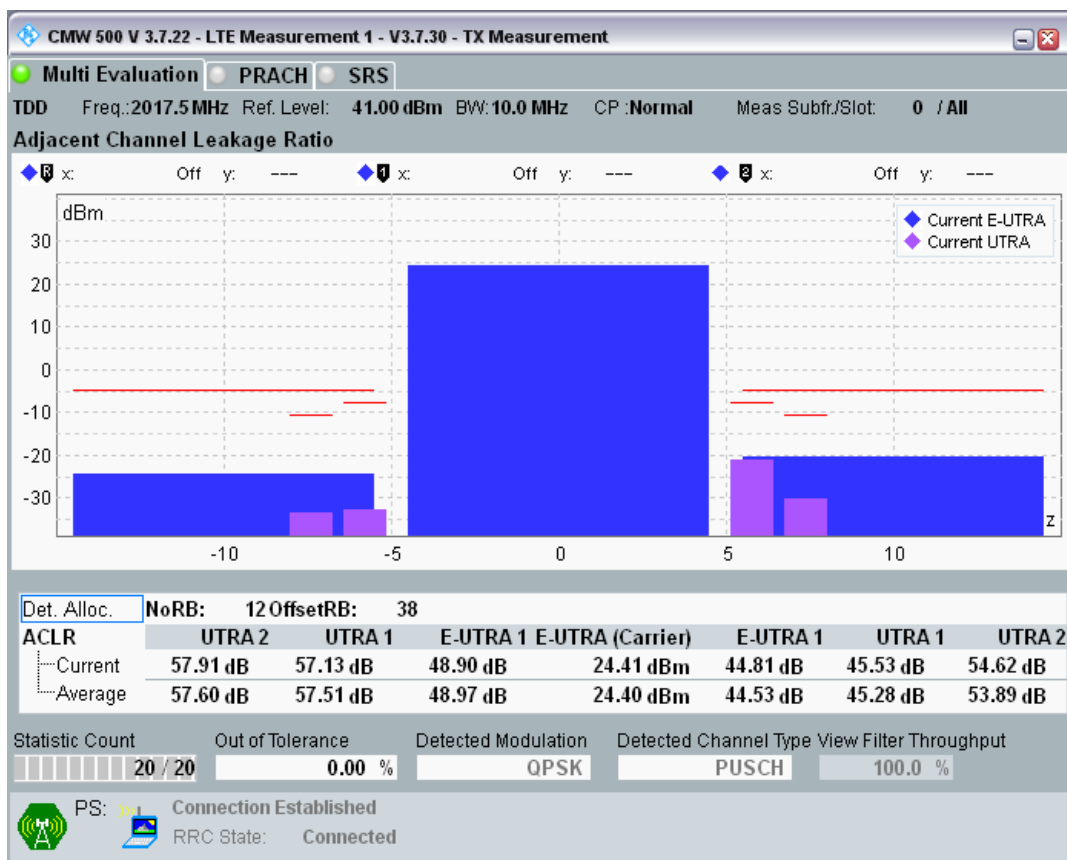 CMW 500 V 3.7.22 - LTE Measurement 1 - V3.7.30 - TX Measurement
Multi Evaluation PRACH SRS
TDD Freq.:2017.5 MHz Ref. Level: 41.00 dBm BW:10.0 MHz CP :Normal Meas Subfr./Slot: 0 / All
Adjacent Channel Leakage Ratio
R x: Off y: --- 1 x: Off y: --- 2 x: Off y: ---
dBm
Current E-UTRA
Current UTRA
30
20
10
0
-10
-20
-30
z
-10 -5 0 5 10
Det. Alloc. NoRB: 12 OffsetRB: 38
ACLR UTRA 2 UTRA 1 E-UTRA 1 E-UTRA (Carrier) E-UTRA 1 UTRA 1 UTRA 2
Current 57.91 dB 57.13 dB 48.90 dB 24.41 dBm 44.81 dB 45.53 dB 54.62 dB
Average 57.60 dB 57.51 dB 48.97 dB 24.40 dBm 44.53 dB 45.28 dB 53.89 dB
Statistic Count Out of Tolerance Detected Modulation Detected Channel Type View Filter Throughput
20 / 20 0.00 % QPSK PUSCH 100.0 %
PS: Connection Established
RRC State: Connected